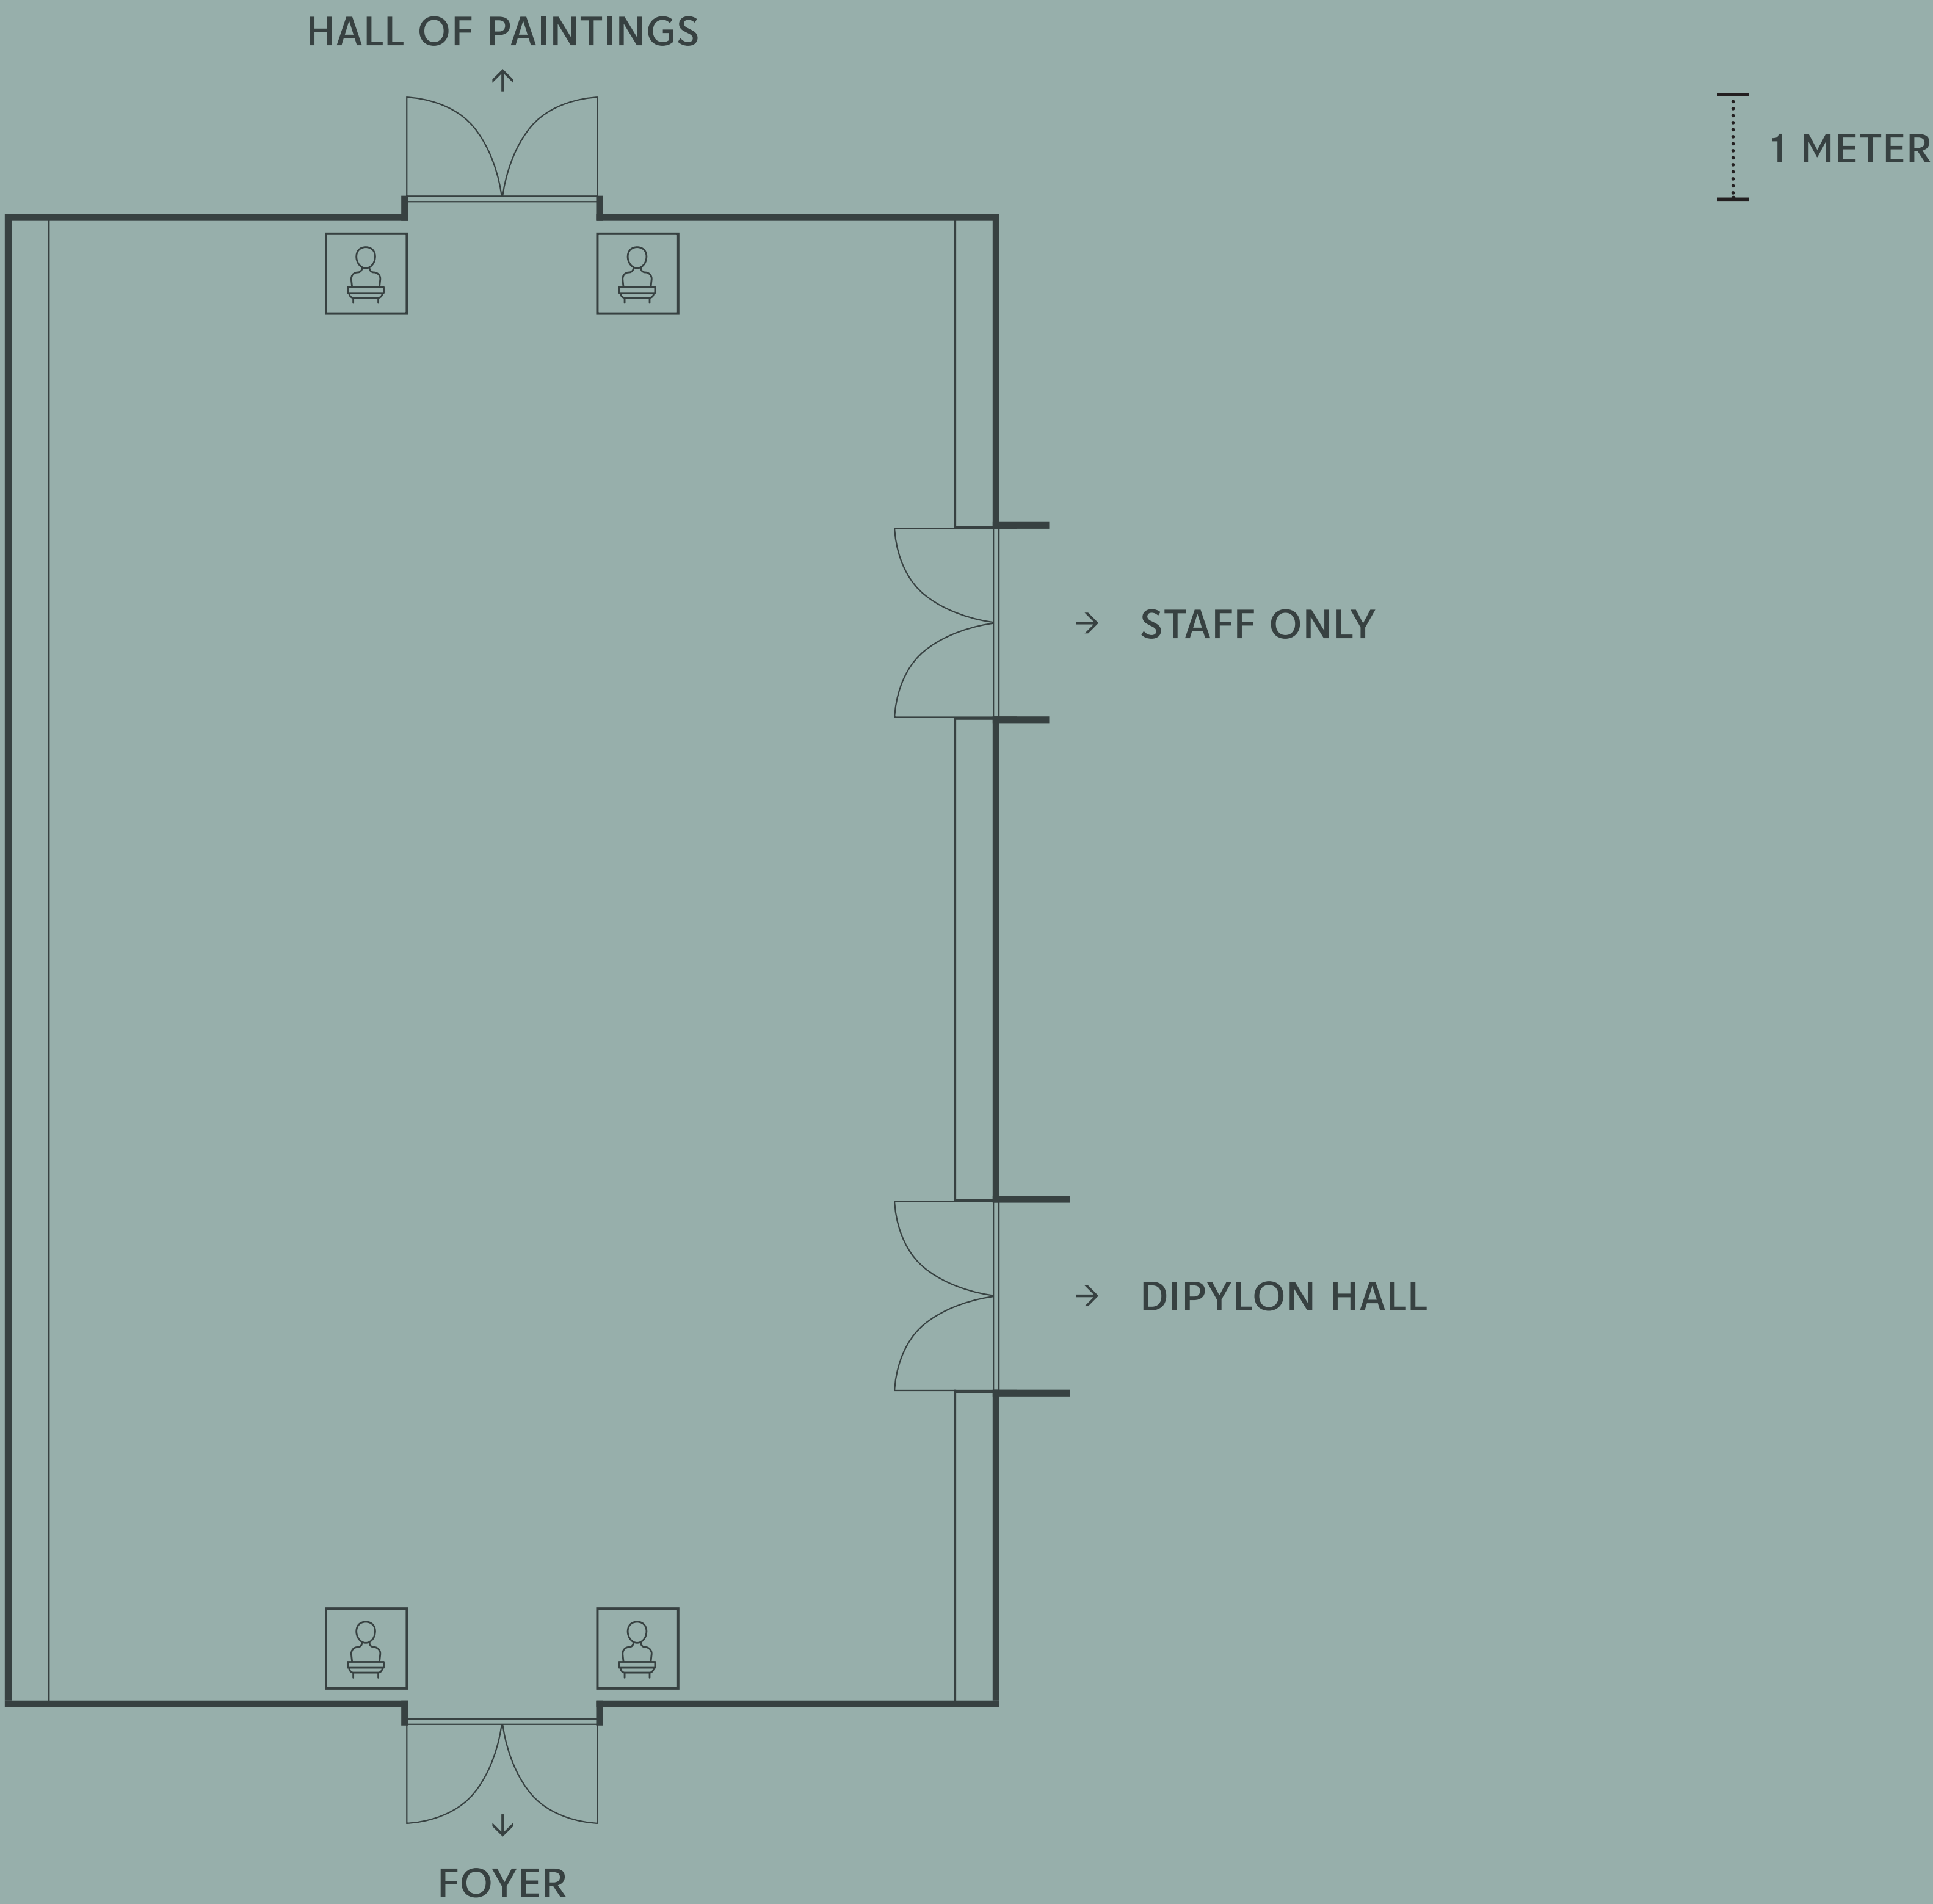 HALL OF PAINTINGS
1 METER
STAFF ONLY
DIPYLON HALL
FOYER